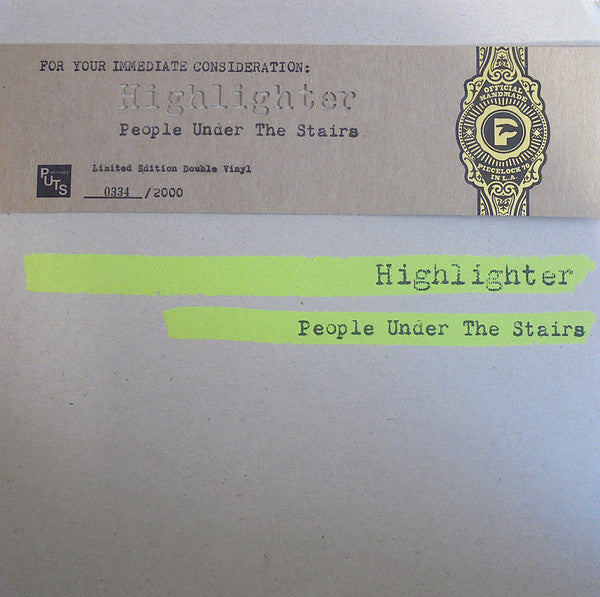 FOR YOUR IMMEDIATE CONSIDERATION:
Highlighter
People Under The Stairs
PUTS
Limited Edition Double Vinyl
0334 /2000
OFFICIAL
HANDMADE
P
PIECELOCK 70
IN L.A.
Highlighter
People Under The Stairs